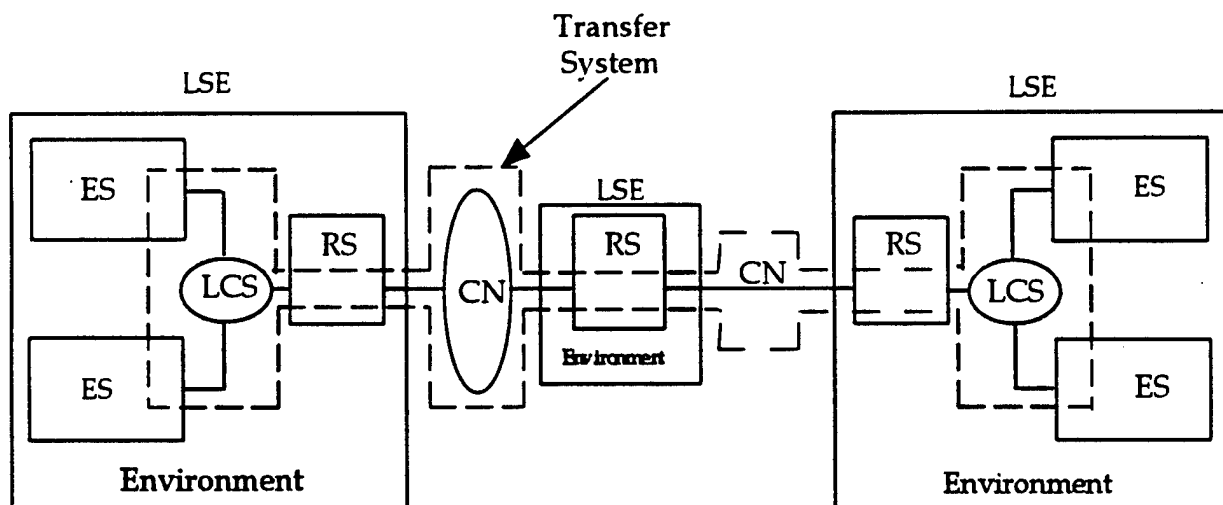 Transfer
System
LSE
LSE
LSE
ES
ES
RS
RS
RS
LCS
CN
CN
LCS
ES
ES
Environment
Environment
Environment